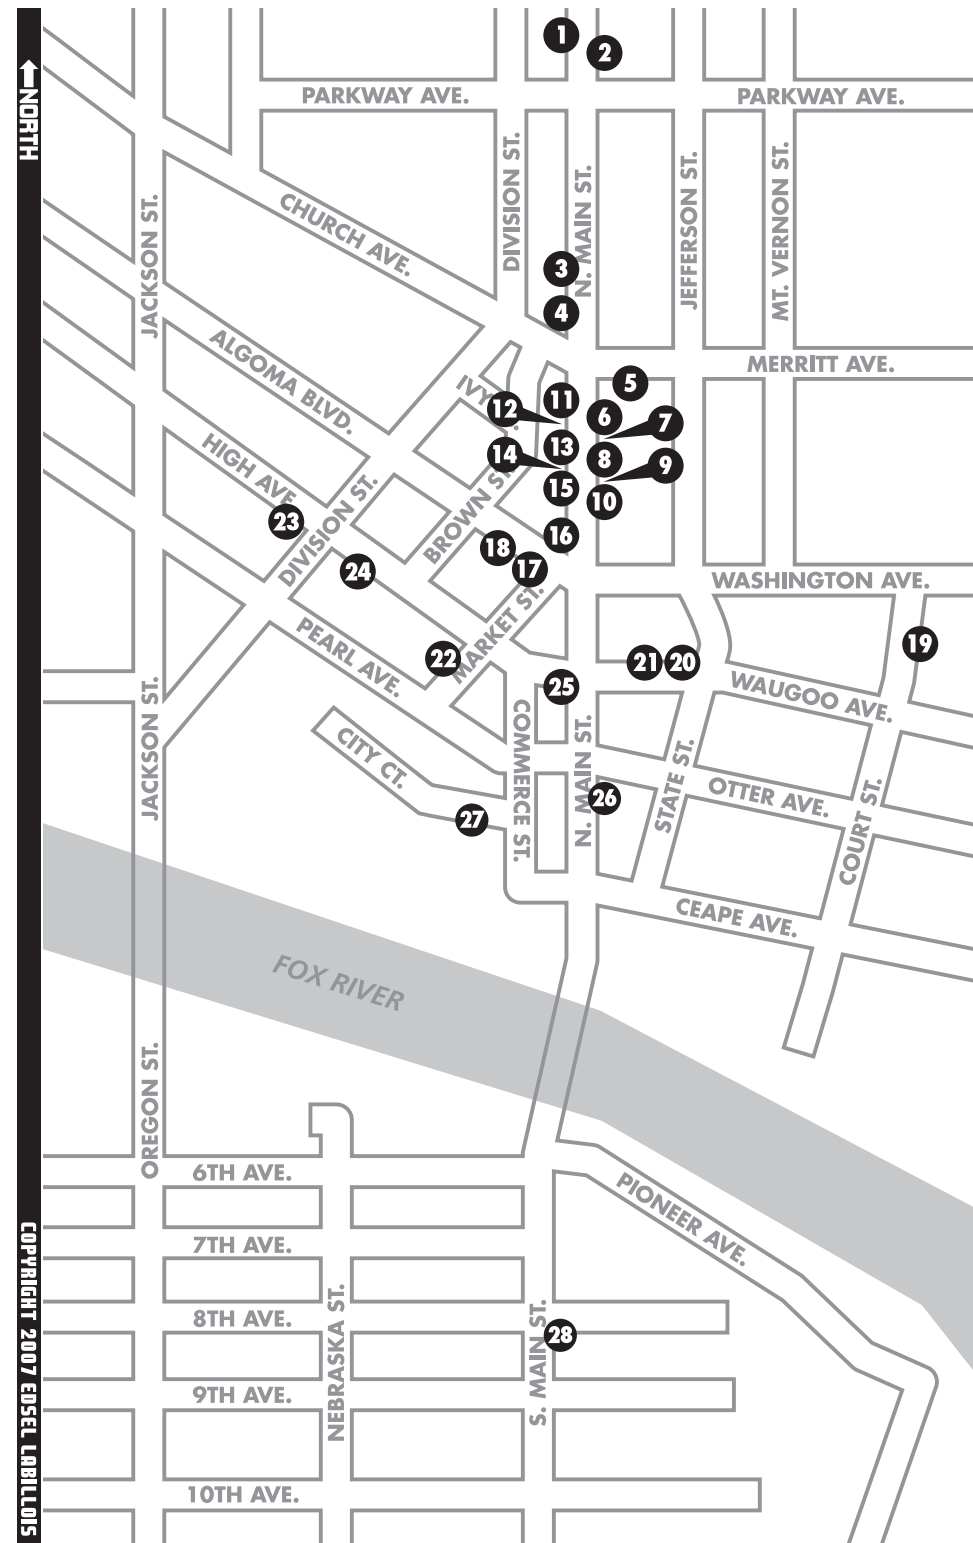 NORTH
COPYRIGHT 2007 EDSEL LABILLOIS
1
2
PARKWAY AVE.
PARKWAY AVE.
DIVISION ST.
N. MAIN ST.
JEFFERSON ST.
MT. VERNON ST.
JACKSON ST.
CHURCH AVE.
3
4
ALGOMA BLVD.
MERRITT AVE.
5
IVY
12
11
6
7
13
14
8
9
15
10
HIGH AVE.
23
DIVISION ST.
BROWN ST.
16
18
17
24
WASHINGTON AVE.
MARKET ST.
PEARL AVE.
22
21
20
19
25
WAUGOO AVE.
JACKSON ST.
CITY CT.
COMMERCE ST.
N. MAIN ST.
STATE ST.
26
OTTER AVE.
COURT ST.
27
CEAPE AVE.
FOX RIVER
OREGON ST.
6TH AVE.
PIONEER AVE.
7TH AVE.
8TH AVE.
NEBRASKA ST.
S. MAIN ST.
28
9TH AVE.
10TH AVE.